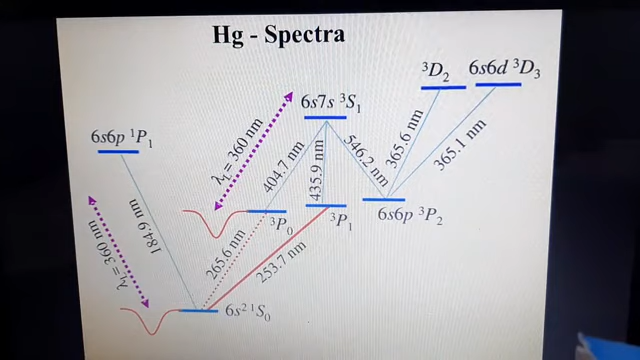 Hg - Spectra
³D₂
6s6d ³D₃
6s7s ³S₁
6s6p ¹P₁
λL = 360 nm
404.7 nm
435.9 nm
546.2 nm
365.6 nm
365.1 nm
³P₀
³P₁
6s6p ³P₂
λL = 360 nm
184.9 nm
265.6 nm
253.7 nm
6s² ¹S₀